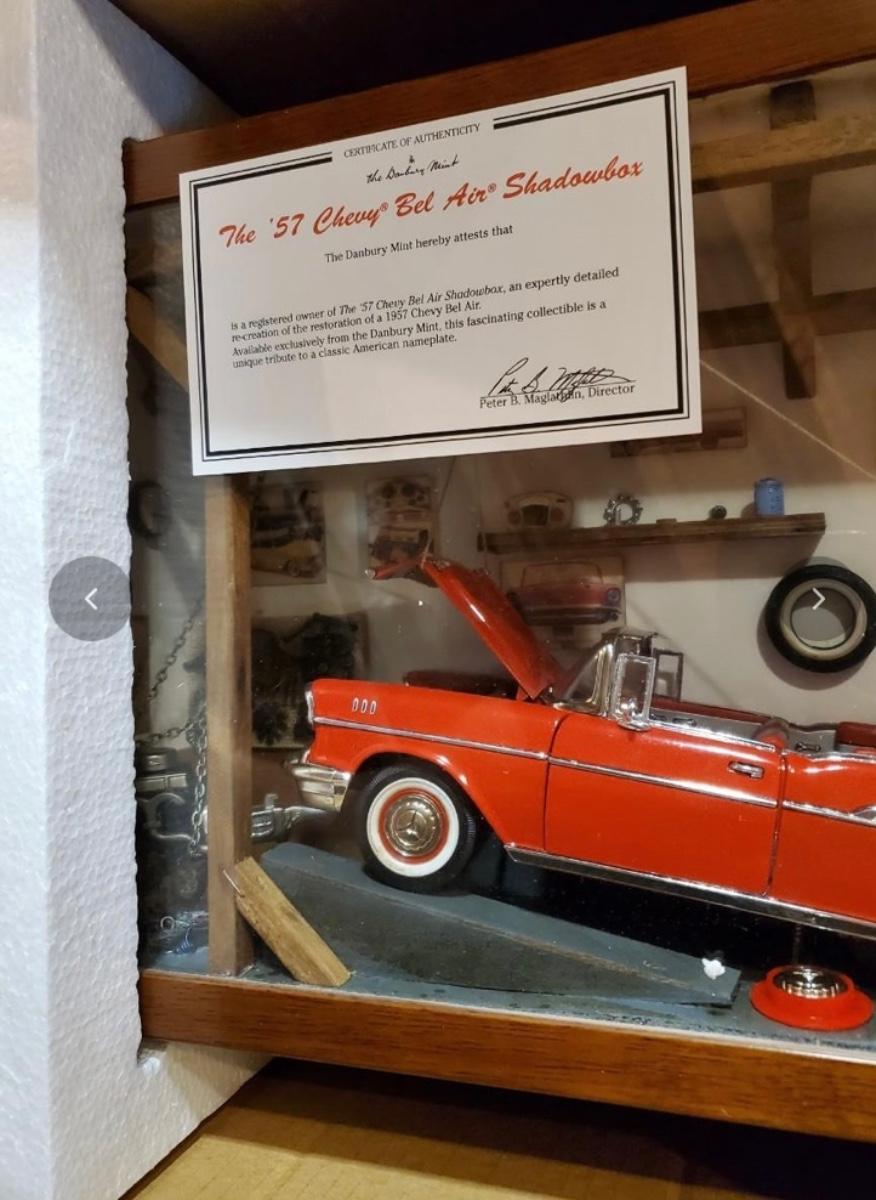 CERTIFICATE OF AUTHENTICITY
the Danbury Mint
The '57 Chevy® Bel Air® Shadowbox
The Danbury Mint hereby attests that
is a registered owner of The '57 Chevy Bel Air Shadowbox, an expertly detailed
re-creation of the restoration of a 1957 Chevy Bel Air.
Available exclusively from the Danbury Mint, this fascinating collectible is a
unique tribute to a classic American nameplate.
Peter B. Maglathlin, Director